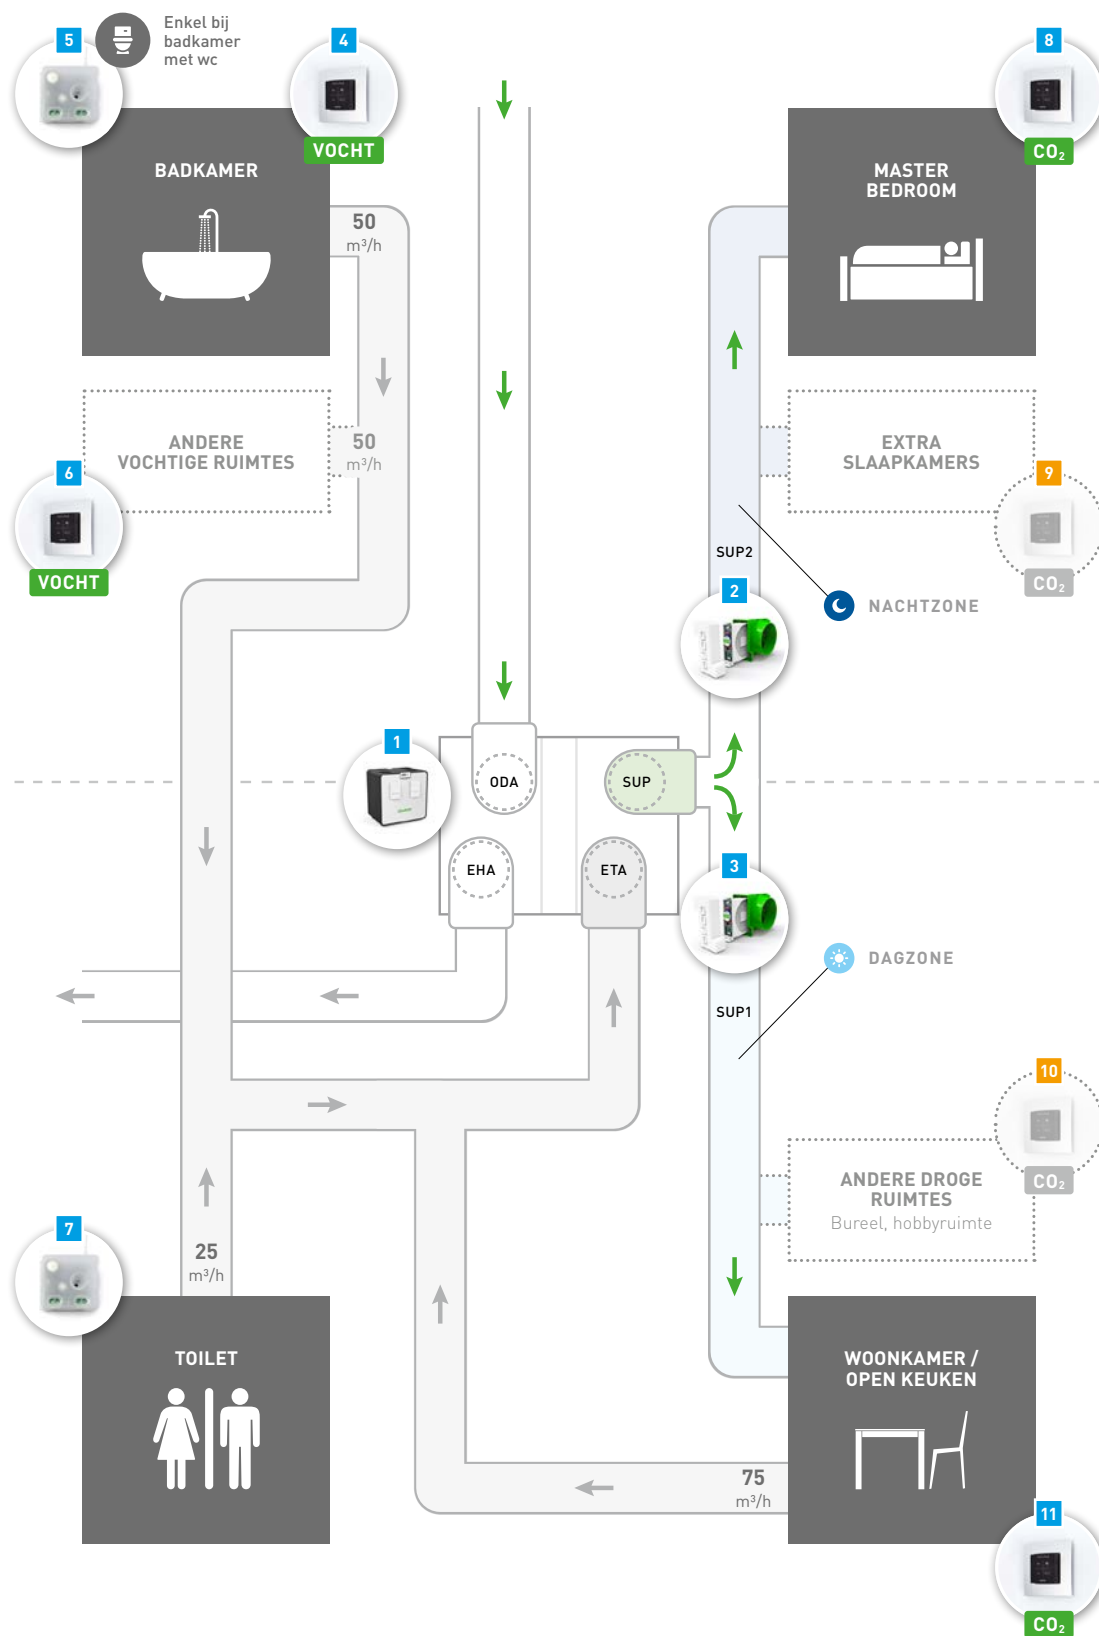 5
Enkel bij
badkamer
met wc
4
VOCHT
BADKAMER
50
m³/h
8
CO₂
MASTER
BEDROOM
ANDERE
VOCHTIGE RUIMTES
50
m³/h
6
VOCHT
EXTRA
SLAAPKAMERS
9
CO₂
SUP2
2
NACHTZONE
1
ODA
SUP
EHA
ETA
3
DAGZONE
SUP1
10
CO₂
ANDERE DROGE
RUIMTES
Bureel, hobbyruimte
7
25
m³/h
TOILET
WOONKAMER /
OPEN KEUKEN
75
m³/h
11
CO₂